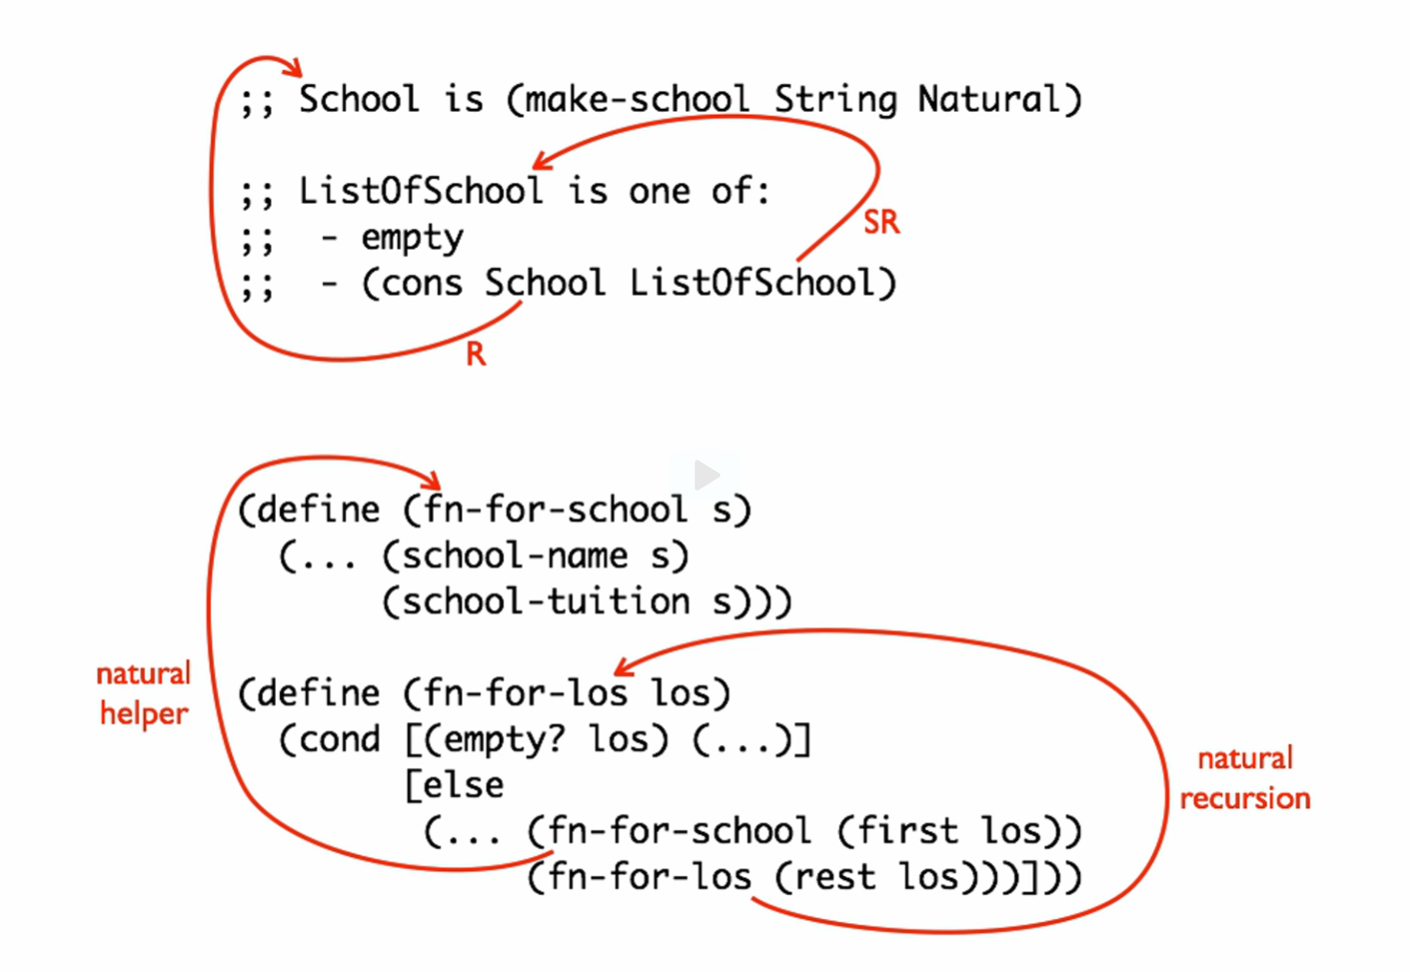 ;; School is (make-school String Natural)
;; ListOfSchool is one of:
;;  - empty
;;  - (cons School ListOfSchool)
SR
R
(define (fn-for-school s)
  (... (school-name s)
       (school-tuition s)))
natural
helper
(define (fn-for-los los)
  (cond [(empty? los) (...)]
        [else
         (... (fn-for-school (first los))
              (fn-for-los (rest los)))]))
natural
recursion